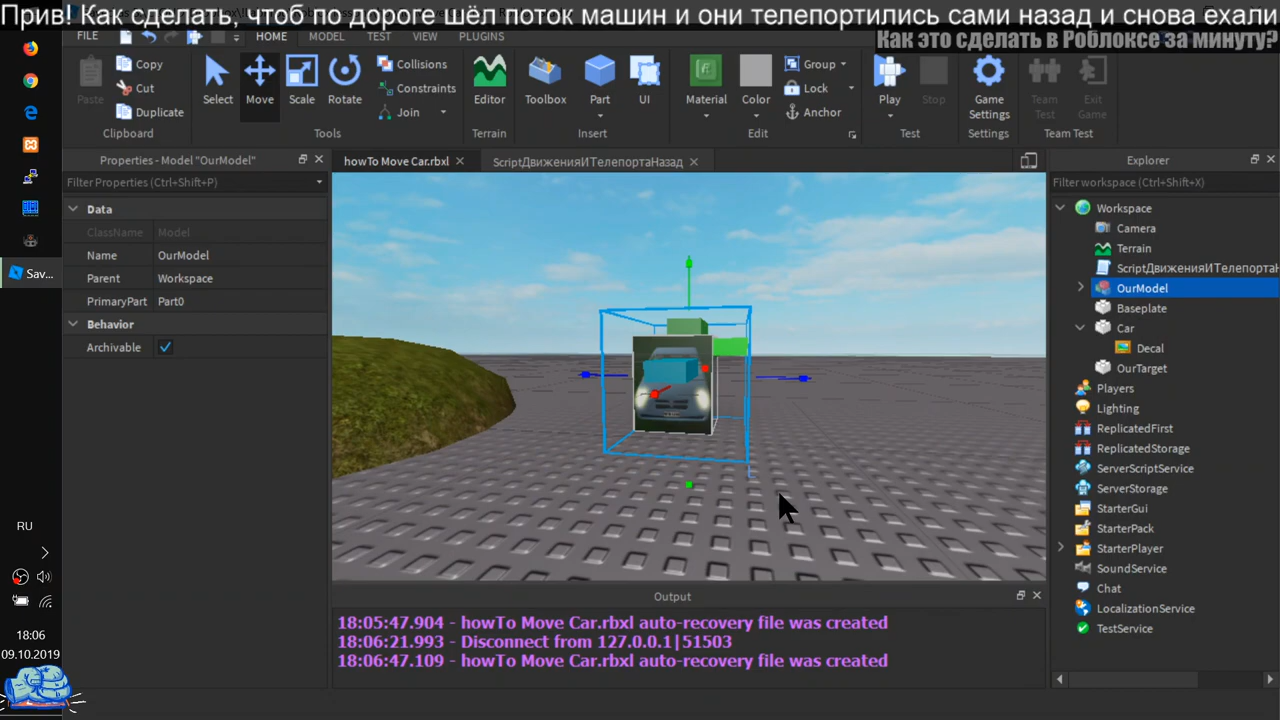 Прив! Как сделать, чтоб по дороге шёл поток машин и они телепортились сами назад и снова ехали
Как это сделать в Роблоксе за минуту?
FILE HOME MODEL TEST VIEW PLUGINS
Paste Copy Cut Duplicate Clipboard
Select Move Scale Rotate Collisions Constraints Join Tools
Editor Terrain
Toolbox Part UI Insert
Material Color Group Lock Anchor Edit
Play Stop Test
Game Settings Settings
Team Test Exit Game Team Test
Properties - Model "OurModel"
Filter Properties (Ctrl+Shift+P)
Data
ClassName Model
Name OurModel
Parent Workspace
PrimaryPart Part0
Behavior
Archivable
howTo Move Car.rbxl
ScriptДвиженияИТелепортаНазад
Explorer
Filter workspace (Ctrl+Shift+X)
Workspace
Camera
Terrain
ScriptДвиженияИТелепортаН
OurModel
Baseplate
Car
Decal
OurTarget
Players
Lighting
ReplicatedFirst
ReplicatedStorage
ServerScriptService
ServerStorage
StarterGui
StarterPack
StarterPlayer
SoundService
Chat
LocalizationService
TestService
Output
18:05:47.904 - howTo Move Car.rbxl auto-recovery file was created
18:06:21.993 - Disconnect from 127.0.0.1|51503
18:06:47.109 - howTo Move Car.rbxl auto-recovery file was created
Sav...
RU
18:06
09.10.2019